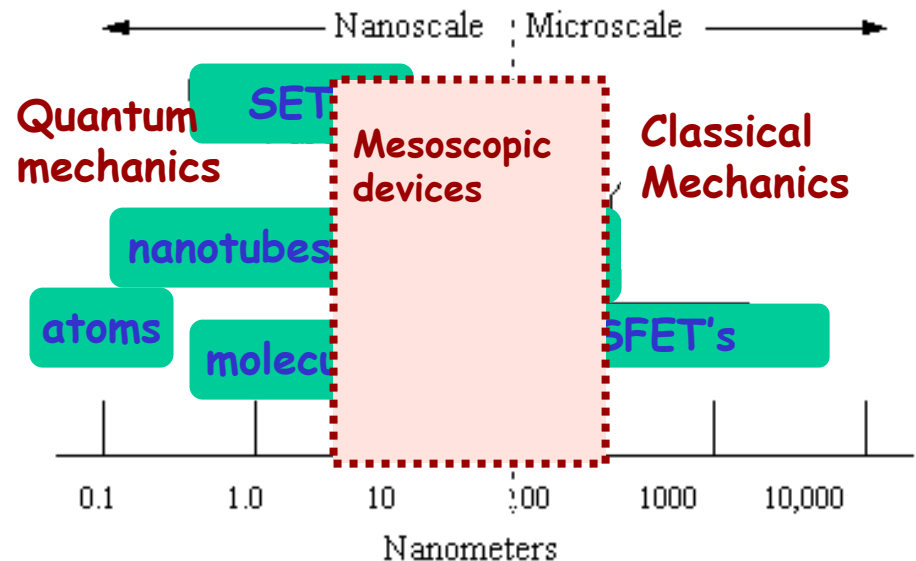 Nanoscale Microscale
Quantum
mechanics
SET
Mesoscopic
devices
Classical
Mechanics
nanotubes
atoms
molecu
SFET's
0.1 1.0 10 100 1000 10,000
Nanometers